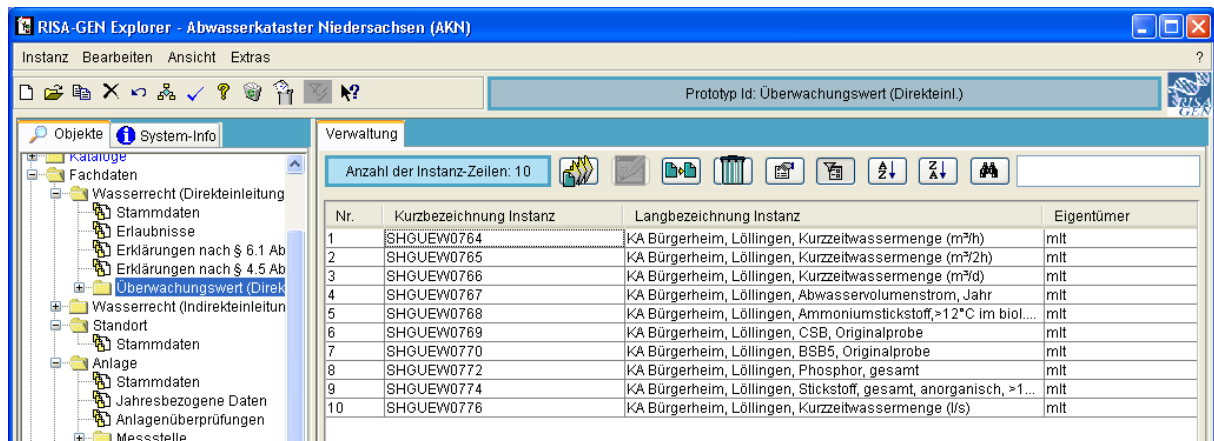 RISA-GEN Explorer - Abwasserkataster Niedersachsen (AKN)
Instanz Bearbeiten Ansicht Extras ?
Prototyp Id: Überwachungswert (Direkteinl.)
RISA
GEN
Objekte System-Info
Kataloge
Fachdaten
Wasserrecht (Direkteinleitung
Stammdaten
Erlaubnisse
Erklärungen nach § 6.1 Ab
Erklärungen nach § 4.5 Ab
Überwachungswert (Direk
Wasserrecht (Indirekteinleitun
Standort
Stammdaten
Anlage
Stammdaten
Jahresbezogene Daten
Anlagenüberprüfungen
Messstelle
Verwaltung
Anzahl der Instanz-Zeilen: 10
Nr. Kurzbezeichnung Instanz Langbezeichnung Instanz Eigentümer
1 SHGUEW0764 KA Bürgerheim, Löllingen, Kurzzeitwassermenge (m³/h) mlt
2 SHGUEW0765 KA Bürgerheim, Löllingen, Kurzzeitwassermenge (m³/2h) mlt
3 SHGUEW0766 KA Bürgerheim, Löllingen, Kurzzeitwassermenge (m³/d) mlt
4 SHGUEW0767 KA Bürgerheim, Löllingen, Abwasservolumenstrom, Jahr mlt
5 SHGUEW0768 KA Bürgerheim, Löllingen, Ammoniumstickstoff,>12°C im biol.... mlt
6 SHGUEW0769 KA Bürgerheim, Löllingen, CSB, Originalprobe mlt
7 SHGUEW0770 KA Bürgerheim, Löllingen, BSB5, Originalprobe mlt
8 SHGUEW0772 KA Bürgerheim, Löllingen, Phosphor, gesamt mlt
9 SHGUEW0774 KA Bürgerheim, Löllingen, Stickstoff, gesamt, anorganisch, >1... mlt
10 SHGUEW0776 KA Bürgerheim, Löllingen, Kurzzeitwassermenge (l/s) mlt